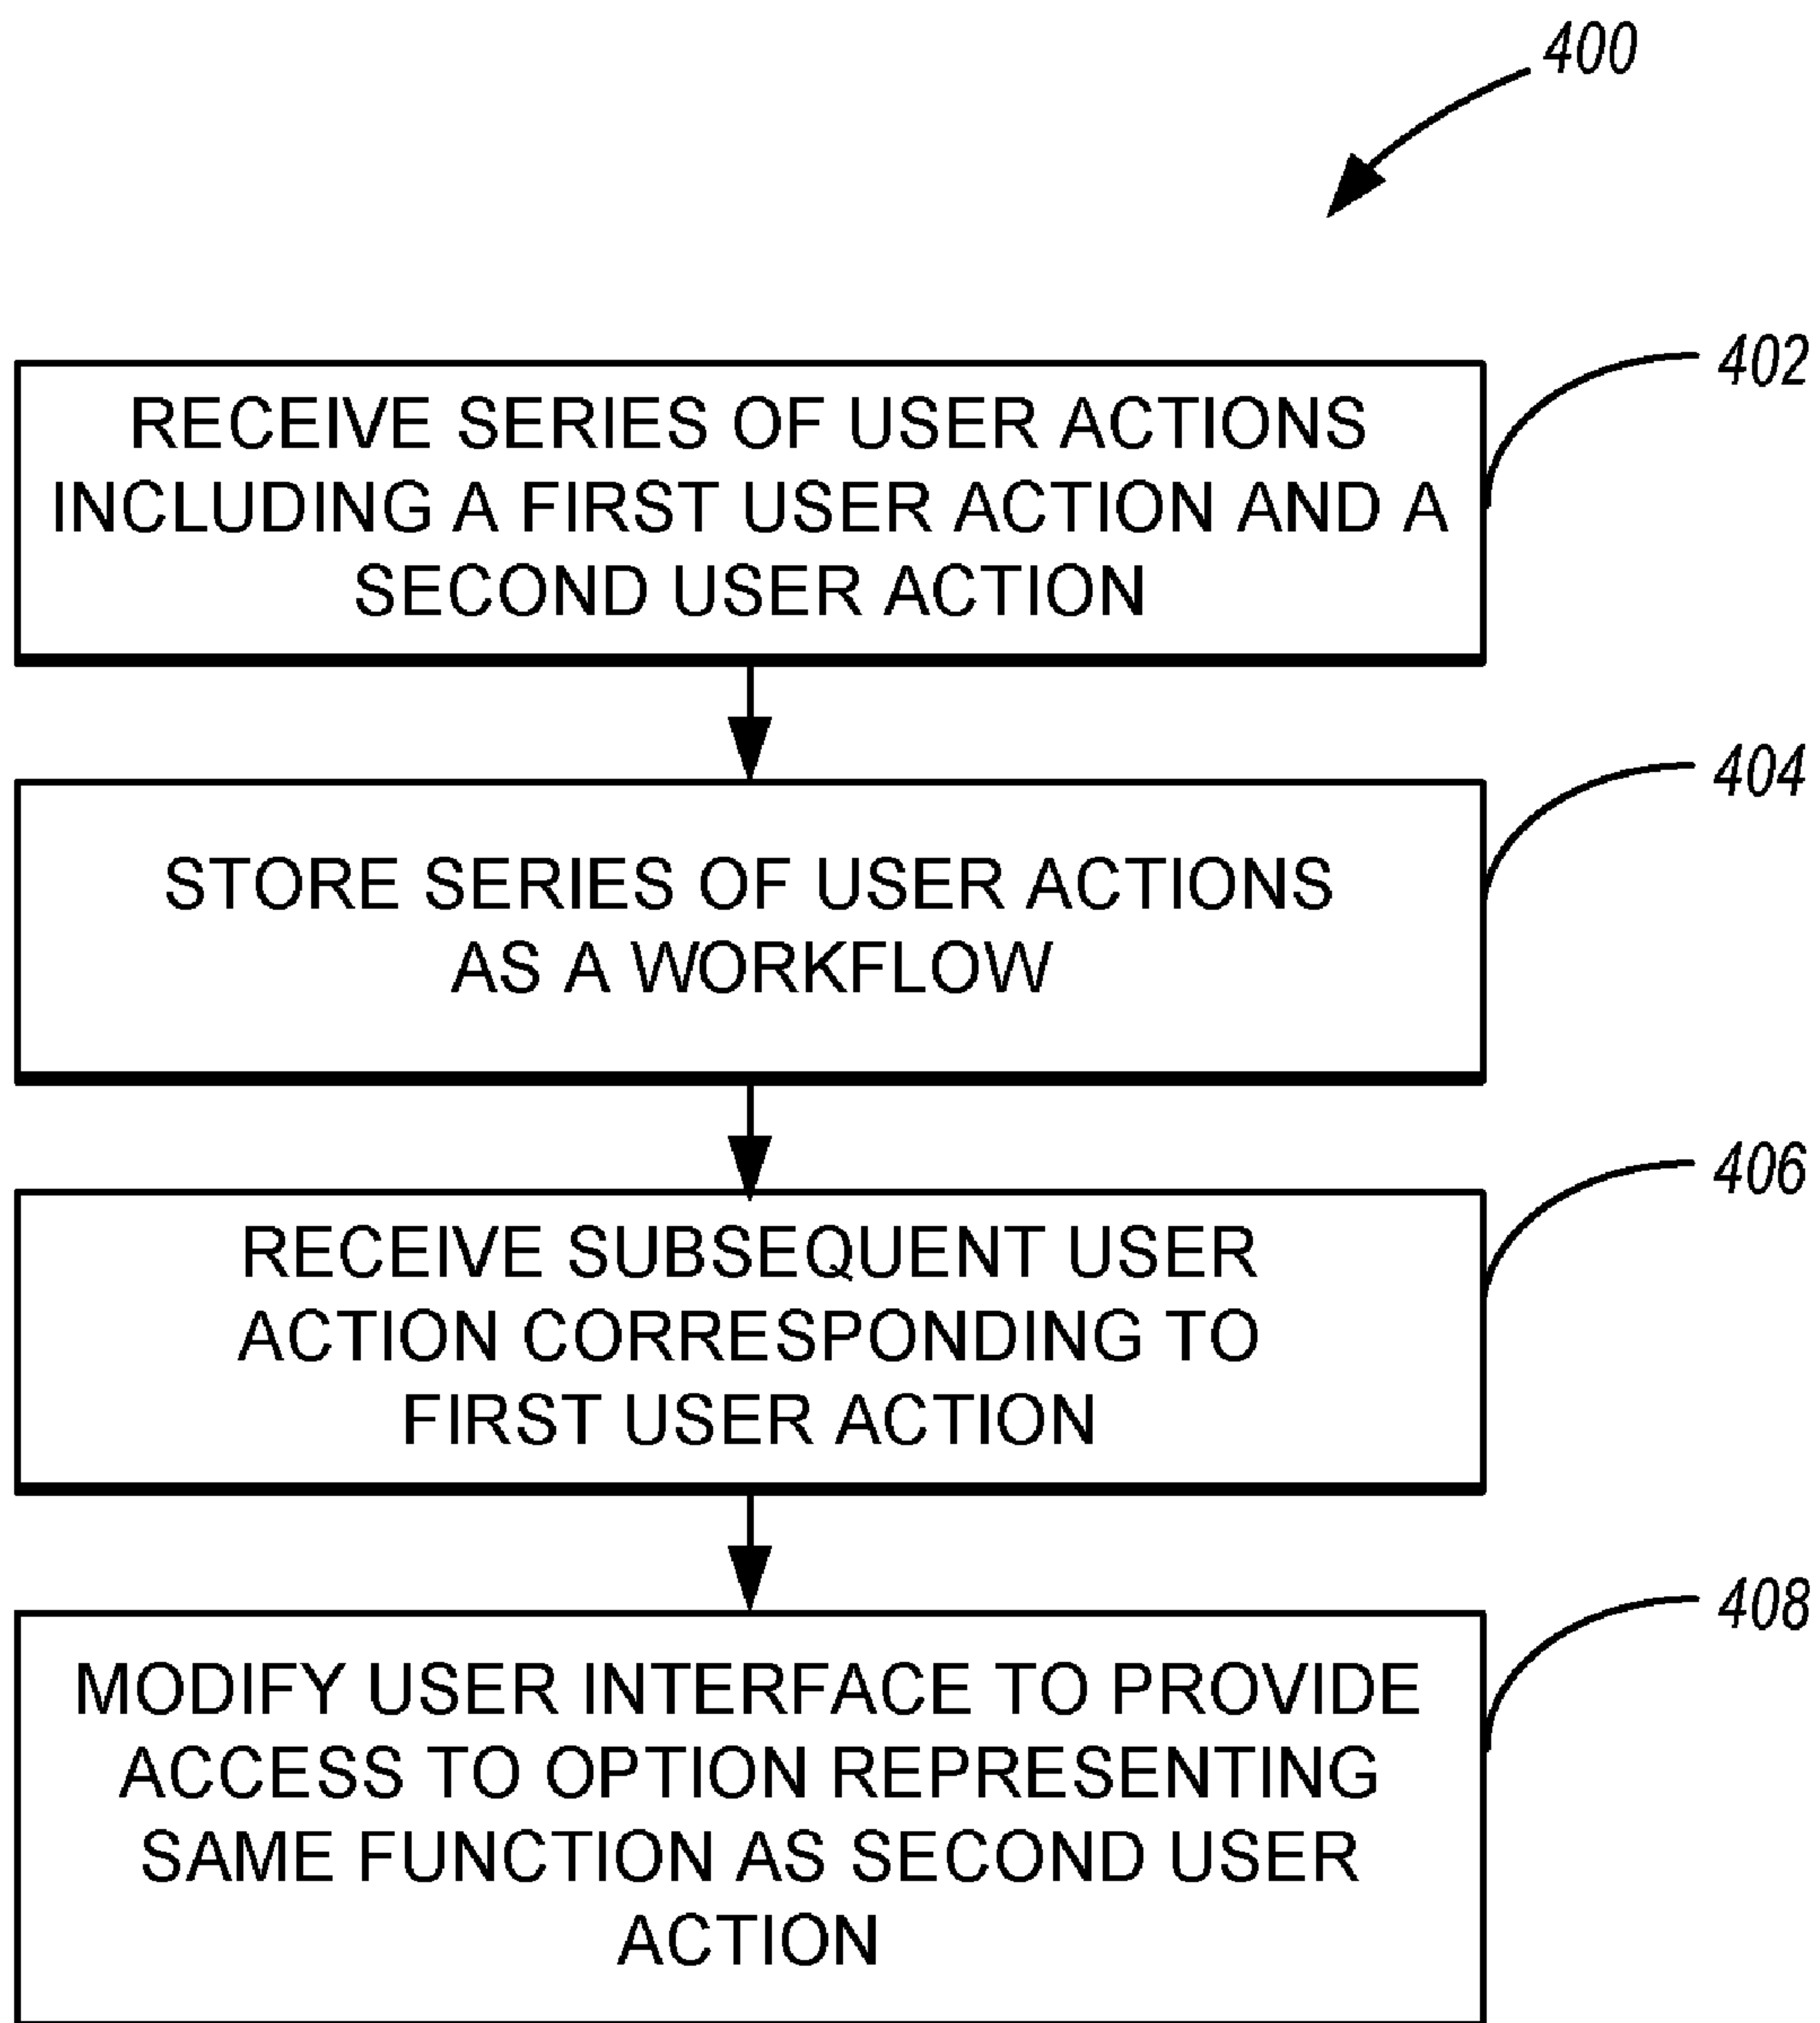 400
402
RECEIVE SERIES OF USER ACTIONS
INCLUDING A FIRST USER ACTION AND A
SECOND USER ACTION
404
STORE SERIES OF USER ACTIONS
AS A WORKFLOW
406
RECEIVE SUBSEQUENT USER
ACTION CORRESPONDING TO
FIRST USER ACTION
408
MODIFY USER INTERFACE TO PROVIDE
ACCESS TO OPTION REPRESENTING
SAME FUNCTION AS SECOND USER
ACTION